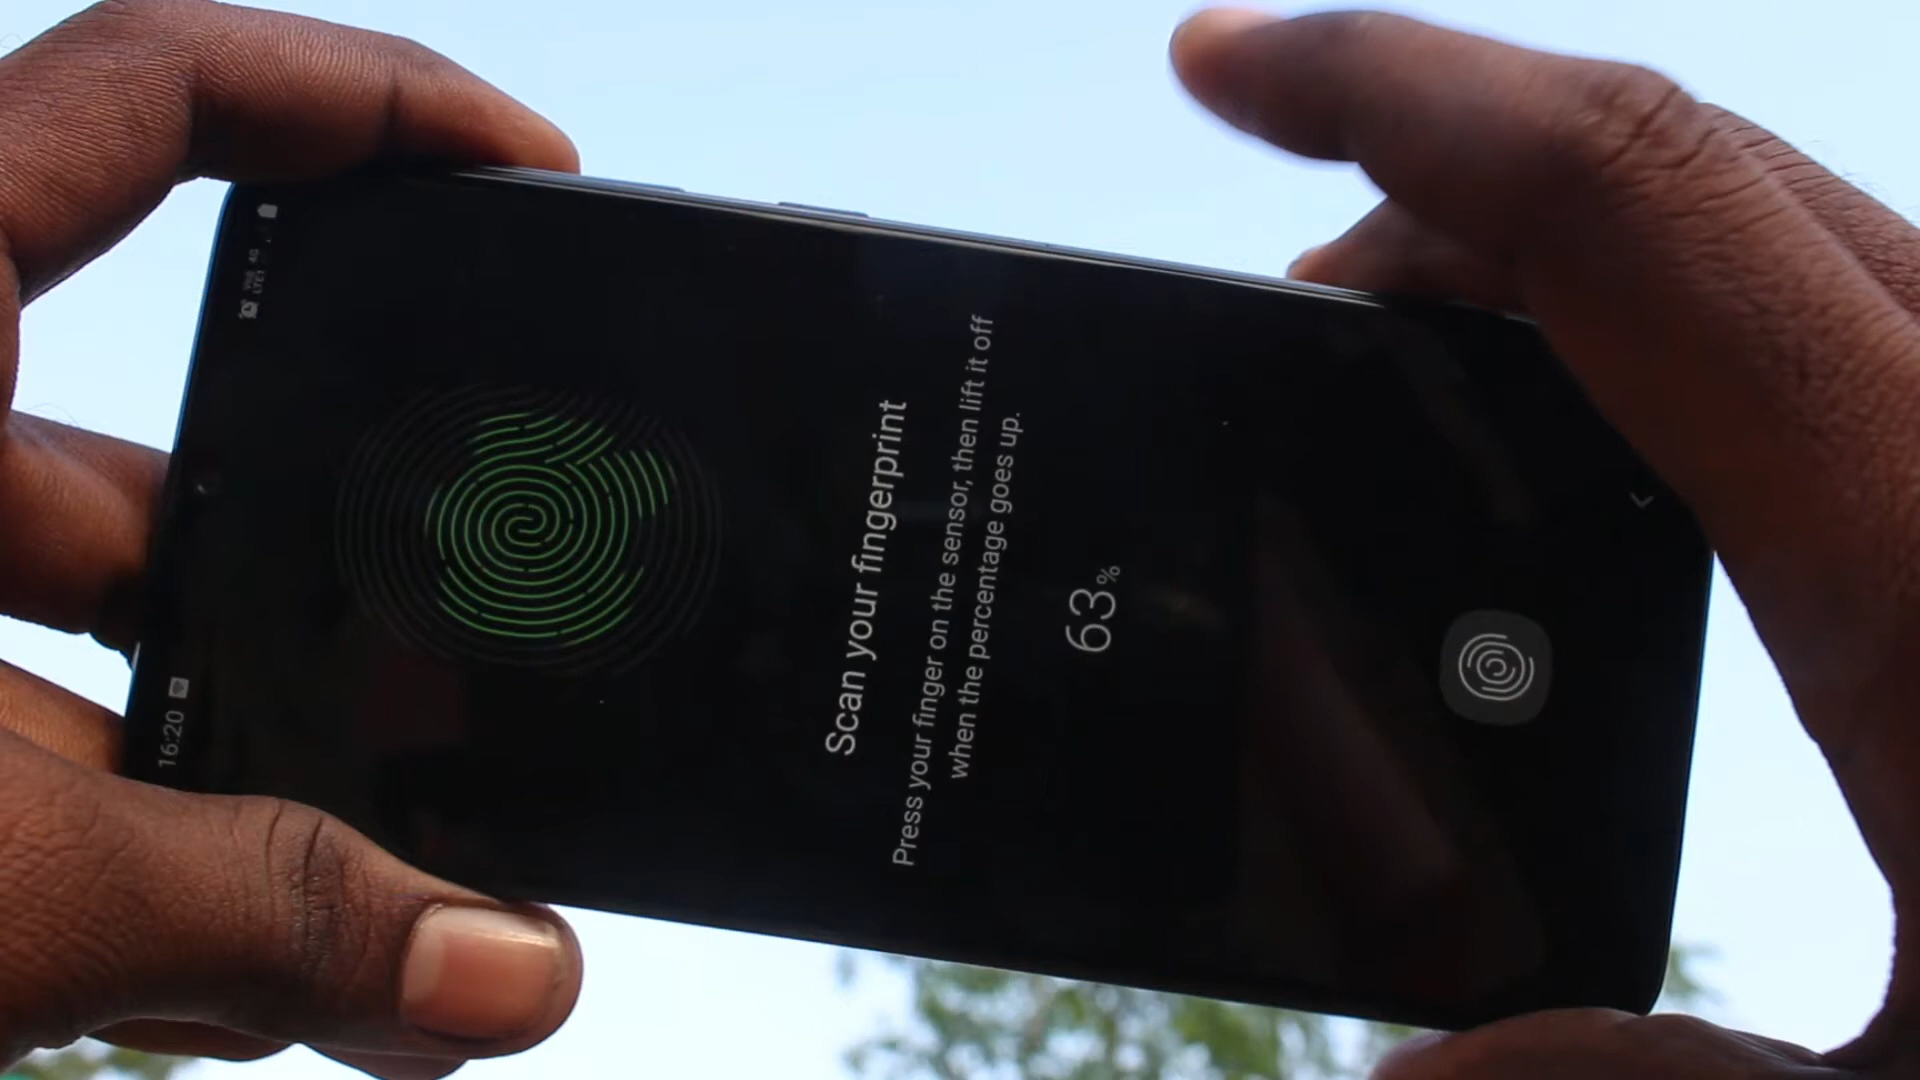 16:20
Scan your fingerprint
Press your finger on the sensor, then lift it off
when the percentage goes up.
63%